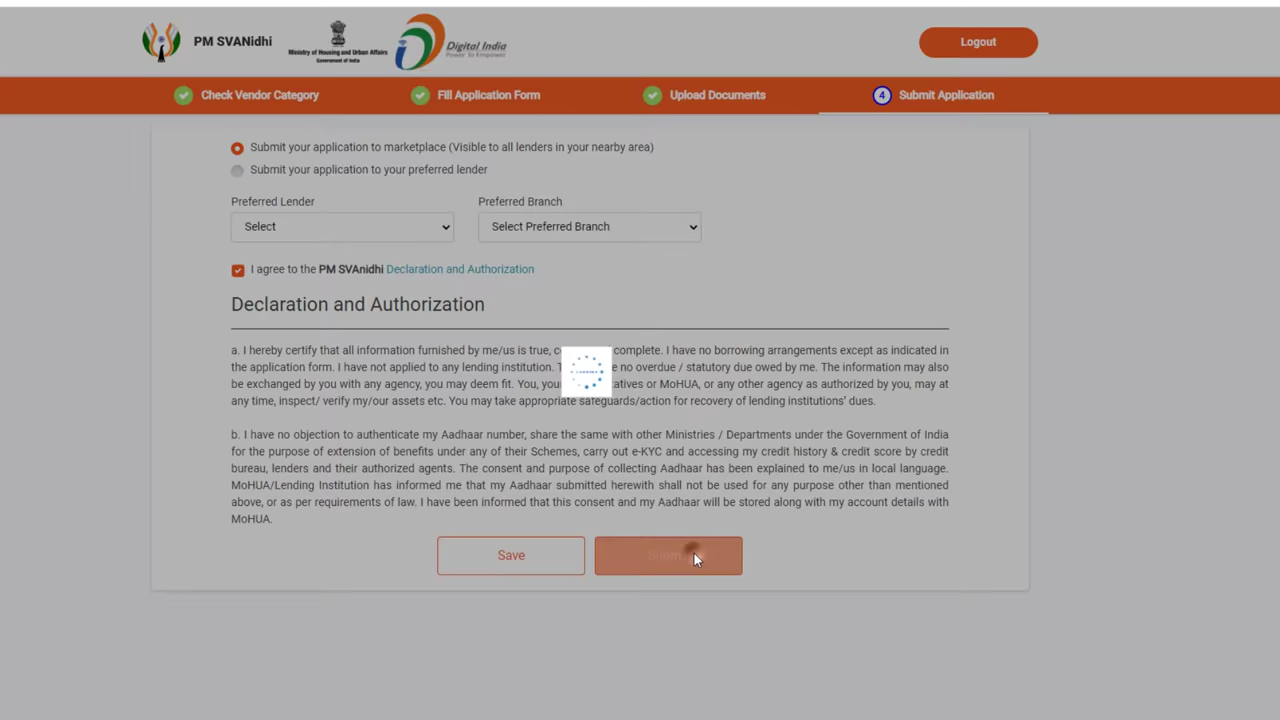 PM SVANidhi
Ministry of Housing and Urban Affairs
Government of India
Digital India
Power To Empower
Logout
Check Vendor Category
Fill Application Form
Upload Documents
4 Submit Application
Submit your application to marketplace (Visible to all lenders in your nearby area)
Submit your application to your preferred lender
Preferred Lender Preferred Branch
Select Select Preferred Branch
I agree to the PM SVAnidhi Declaration and Authorization
Declaration and Authorization
a. I hereby certify that all information furnished by me/us is true, complete. I have no borrowing arrangements except as indicated in
the application form. I have not applied to any lending institution. no overdue / statutory due owed by me. The information may also
be exchanged by you with any agency, you may deem fit. You, or MoHUA, or any other agency as authorized by you, may at
any time, inspect/ verify my/our assets etc. You may take appropriate safeguards/action for recovery of lending institutions' dues.
b. I have no objection to authenticate my Aadhaar number, share the same with other Ministries / Departments under the Government of India
for the purpose of extension of benefits under any of their Schemes, carry out e-KYC and accessing my credit history & credit score by credit
bureau, lenders and their authorized agents. The consent and purpose of collecting Aadhaar has been explained to me/us in local language.
MoHUA/Lending Institution has informed me that my Aadhaar submitted herewith shall not be used for any purpose other than mentioned
above, or as per requirements of law. I have been informed that this consent and my Aadhaar will be stored along with my account details with
MoHUA.
Save